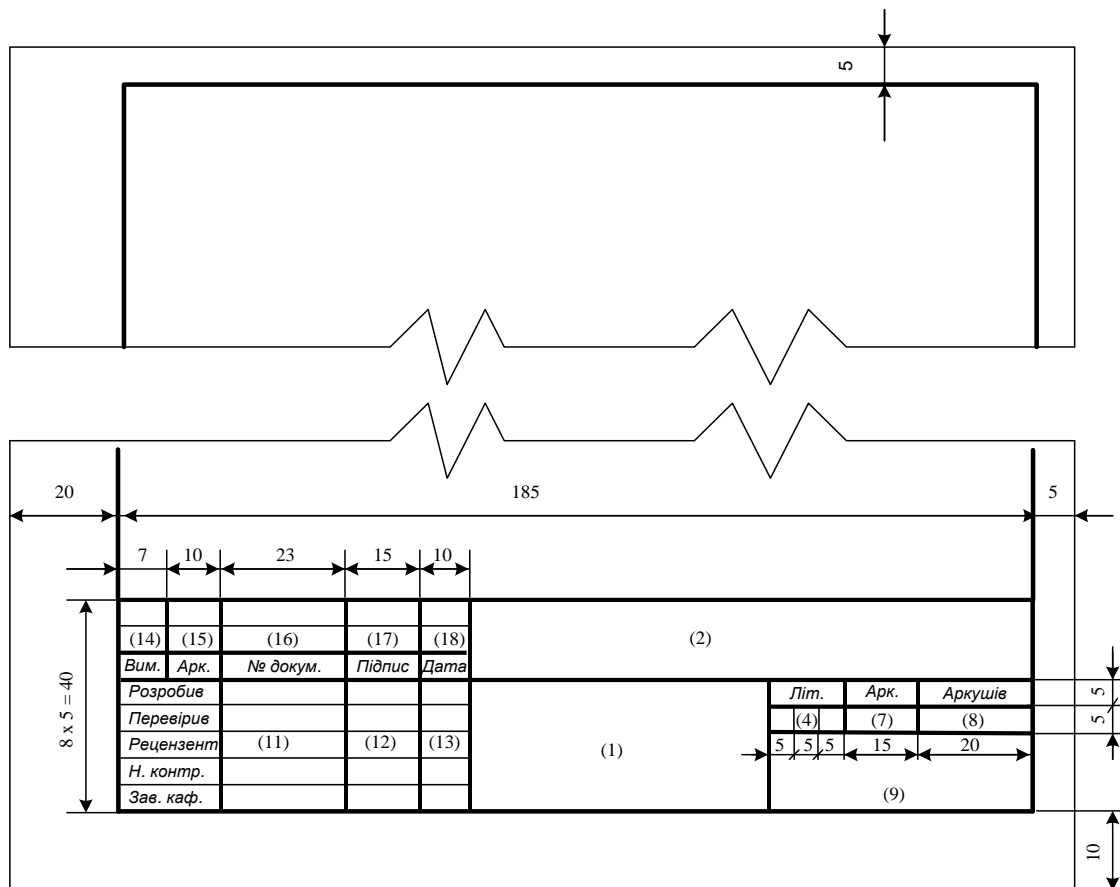 5
20 185 5
7 10 23 15 10
(14) (15) (16) (17) (18) (2)
Вим. Арк. № докум. Підпис Дата
Розробив Літ. Арк. Аркушів 5
Перевірив (4) (7) (8) 5
8 x 5 = 40
Рецензент (11) (12) (13) (1) 5 5 5 15 20
Н. контр.
Зав. каф. (9)
10